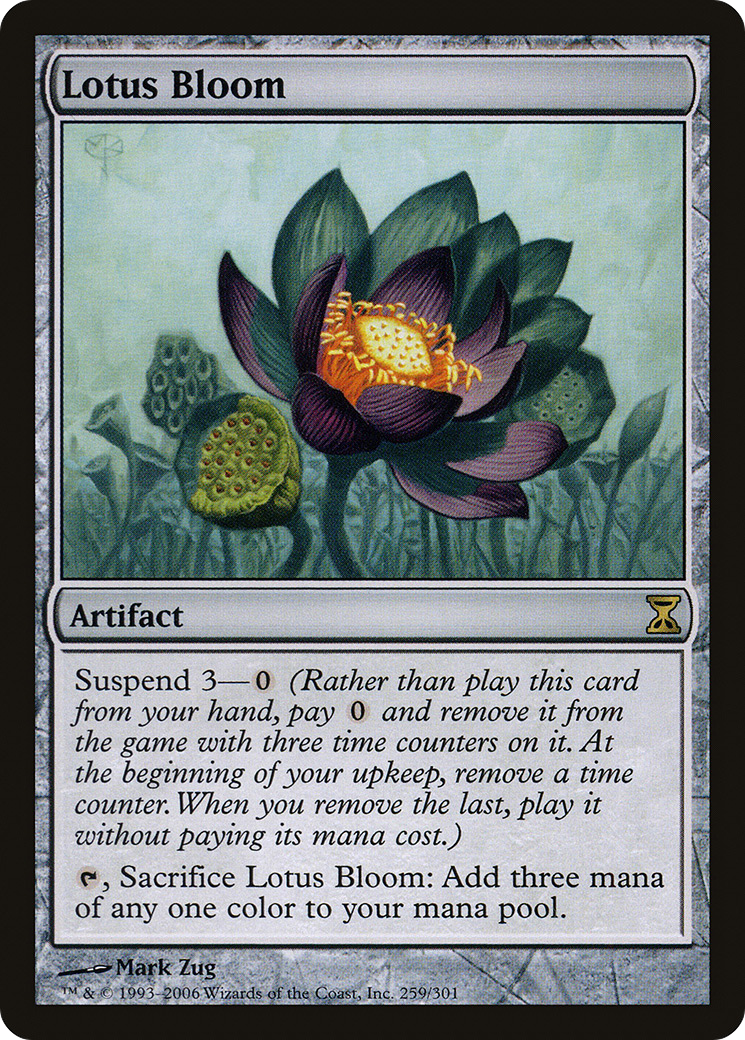 Lotus Bloom
Artifact
Suspend 3—0 (Rather than play this card
from your hand, pay 0 and remove it from
the game with three time counters on it. At
the beginning of your upkeep, remove a time
counter. When you remove the last, play it
without paying its mana cost.)
, Sacrifice Lotus Bloom: Add three mana
of any one color to your mana pool.
Mark Zug
™ & © 1993–2006 Wizards of the Coast, Inc. 259/301